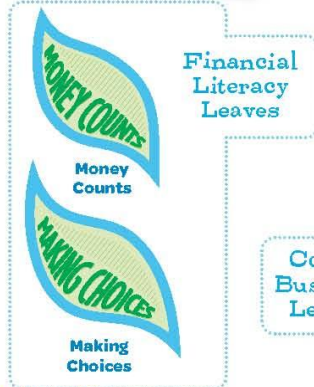 MONEY COUNTS
Money
Counts
Financial
Literacy
Leaves
MAKING CHOICES
Making
Choices